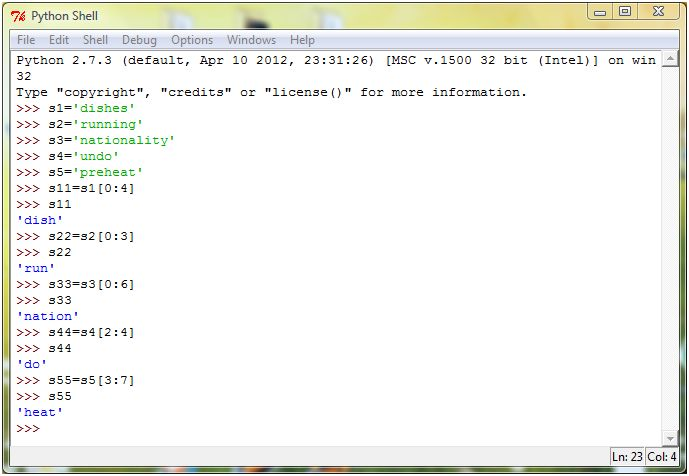 Python Shell
File Edit Shell Debug Options Windows Help
Python 2.7.3 (default, Apr 10 2012, 23:31:26) [MSC v.1500 32 bit (Intel)] on win
32
Type "copyright", "credits" or "license()" for more information.
>>> s1='dishes'
>>> s2='running'
>>> s3='nationality'
>>> s4='undo'
>>> s5='preheat'
>>> s11=s1[0:4]
>>> s11
'dish'
>>> s22=s2[0:3]
>>> s22
'run'
>>> s33=s3[0:6]
>>> s33
'nation'
>>> s44=s4[2:4]
>>> s44
'do'
>>> s55=s5[3:7]
>>> s55
'heat'
>>>
Ln: 23 Col: 4